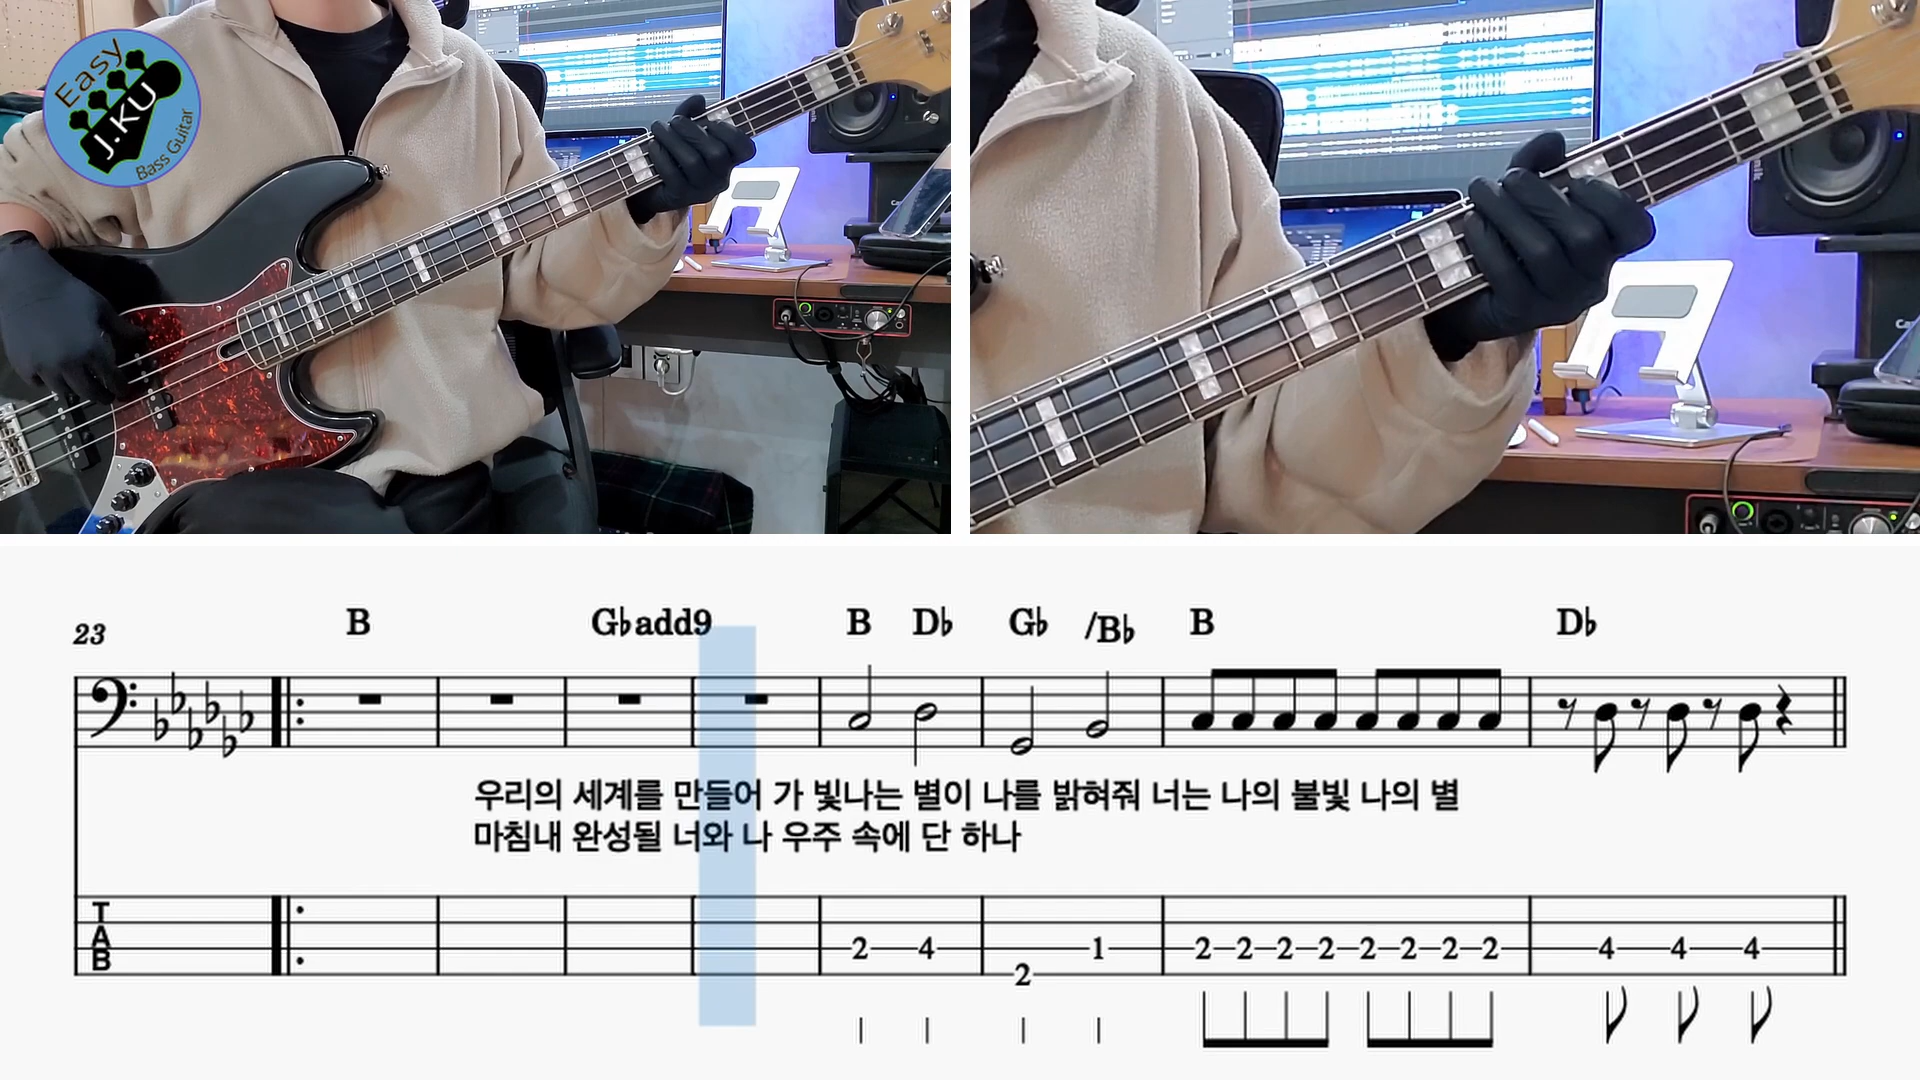 Easy
J.KU
Bass Guitar
23 B G♭add9 B D♭ G♭ /B♭ B D♭
우리의 세계를 만들어 가 빛나는 별이 나를 밝혀줘 너는 나의 불빛 나의 별
마침내 완성될 너와 나 우주 속에 단 하나
T
A
B
2 4 2 1 2 2 2 2 2 2 2 2 4 4 4